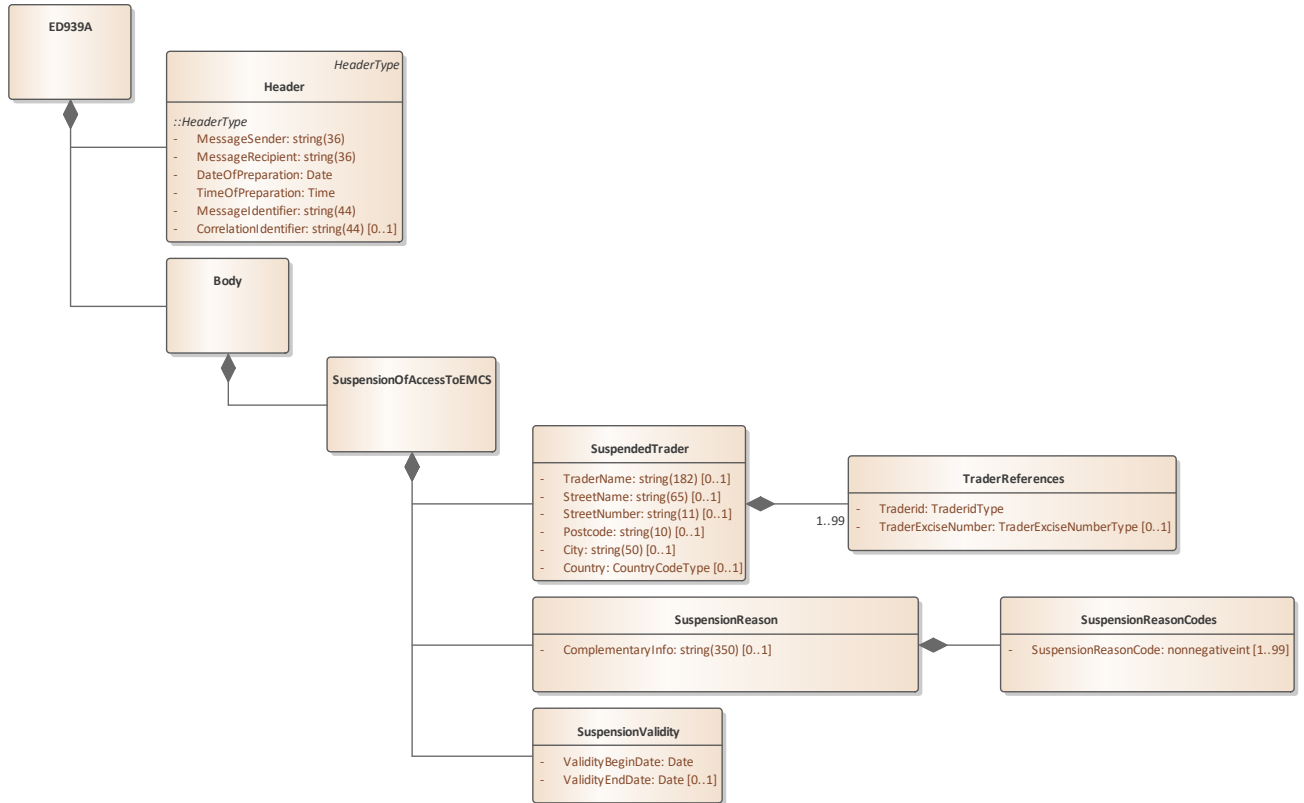 ED939A
HeaderType
Header
::HeaderType
- MessageSender: string(36)
- MessageRecipient: string(36)
- DateOfPreparation: Date
- TimeOfPreparation: Time
- MessageIdentifier: string(44)
- CorrelationIdentifier: string(44) [0..1]
Body
SuspensionOfAccessToEMCS
SuspendedTrader
- TraderName: string(182) [0..1]
- StreetName: string(65) [0..1]
- StreetNumber: string(11) [0..1]
- Postcode: string(10) [0..1]
- City: string(50) [0..1]
- Country: CountryCodeType [0..1]
1..99
TraderReferences
- Traderid: TraderidType
- TraderExciseNumber: TraderExciseNumberType [0..1]
SuspensionReason
- ComplementaryInfo: string(350) [0..1]
SuspensionReasonCodes
- SuspensionReasonCode: nonnegativeint [1..99]
SuspensionValidity
- ValidityBeginDate: Date
- ValidityEndDate: Date [0..1]